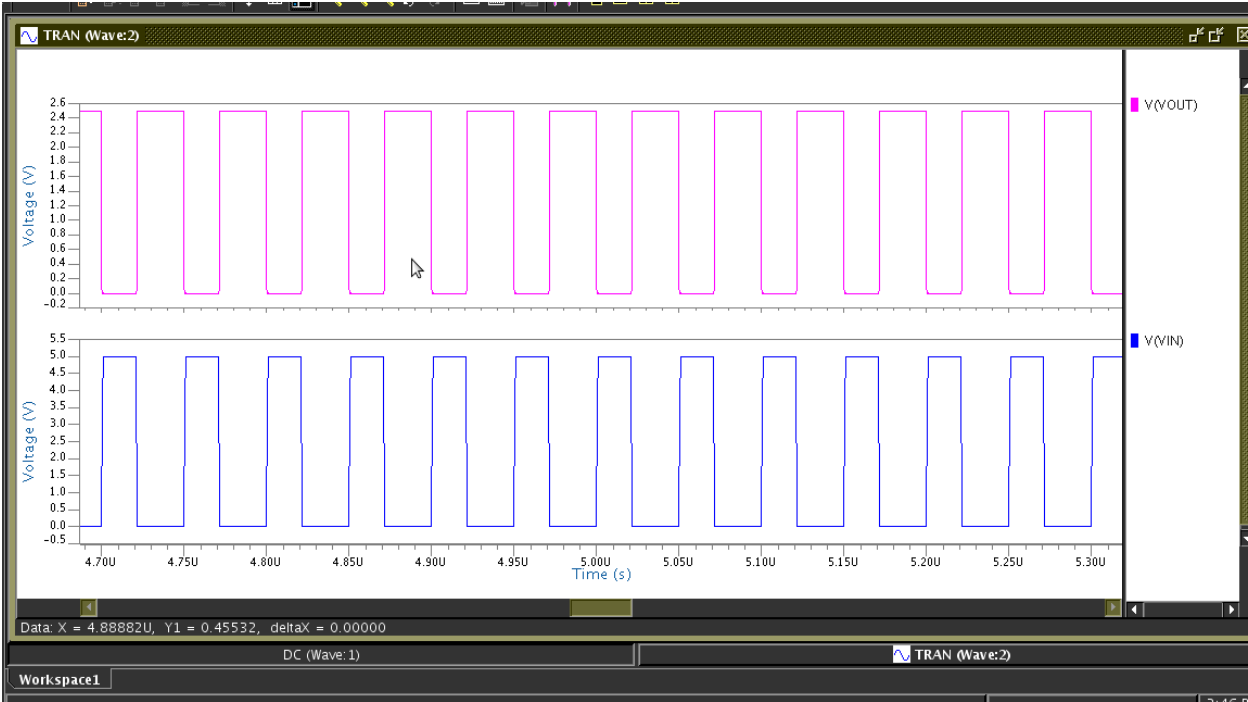 TRAN (Wave:2)
2.6
2.4
2.2
2.0
1.8
1.6
1.4
1.2
1.0
0.8
0.6
0.4
0.2
0.0
-0.2
Voltage (V)
V(VOUT)
5.5
5.0
4.5
4.0
3.5
3.0
2.5
2.0
1.5
1.0
0.5
0.0
-0.5
Voltage (V)
V(VIN)
4.70U 4.75U 4.80U 4.85U 4.90U 4.95U 5.00U 5.05U 5.10U 5.15U 5.20U 5.25U 5.30U
Time (s)
Data: X = 4.88882U, Y1 = 0.45532, deltaX = 0.00000
DC (Wave:1) TRAN (Wave:2)
Workspace1